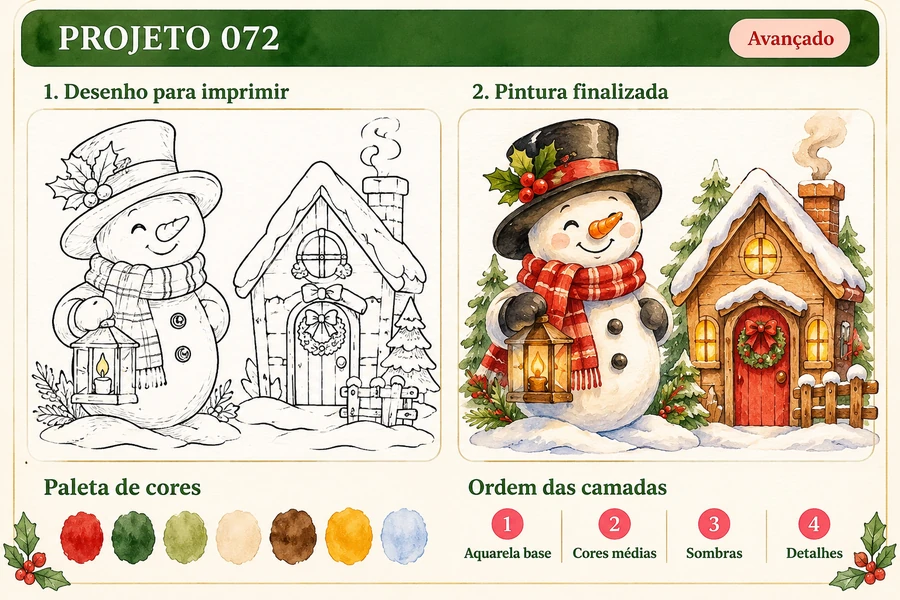 PROJETO 072
Avançado
1. Desenho para imprimir
2. Pintura finalizada
Paleta de cores
Ordem das camadas
1
Aquarela base
2
Cores médias
3
Sombras
4
Detalhes